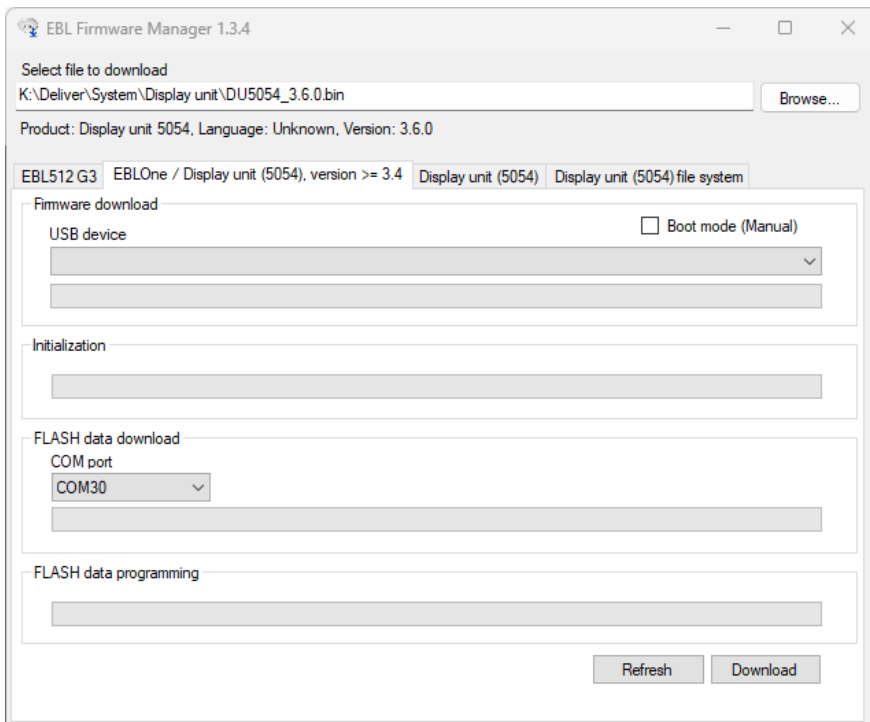 EBL Firmware Manager 1.3.4
Select file to download
K:\Deliver\System\Display unit\DU5054_3.6.0.bin
Browse...
Product: Display unit 5054, Language: Unknown, Version: 3.6.0
EBL512 G3 EBLOne / Display unit (5054), version >= 3.4 Display unit (5054) Display unit (5054) file system
Firmware download
Boot mode (Manual)
USB device
Initialization
FLASH data download
COM port
COM30
FLASH data programming
Refresh Download